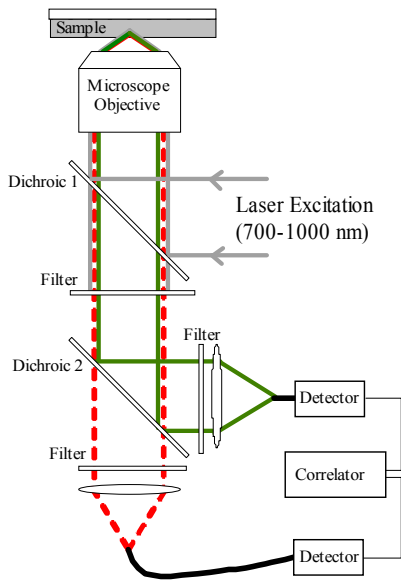 Sample
Microscope
Objective
Dichroic 1
Laser Excitation
(700-1000 nm)
Filter
Filter
Dichroic 2
Detector
Filter
Correlator
Detector